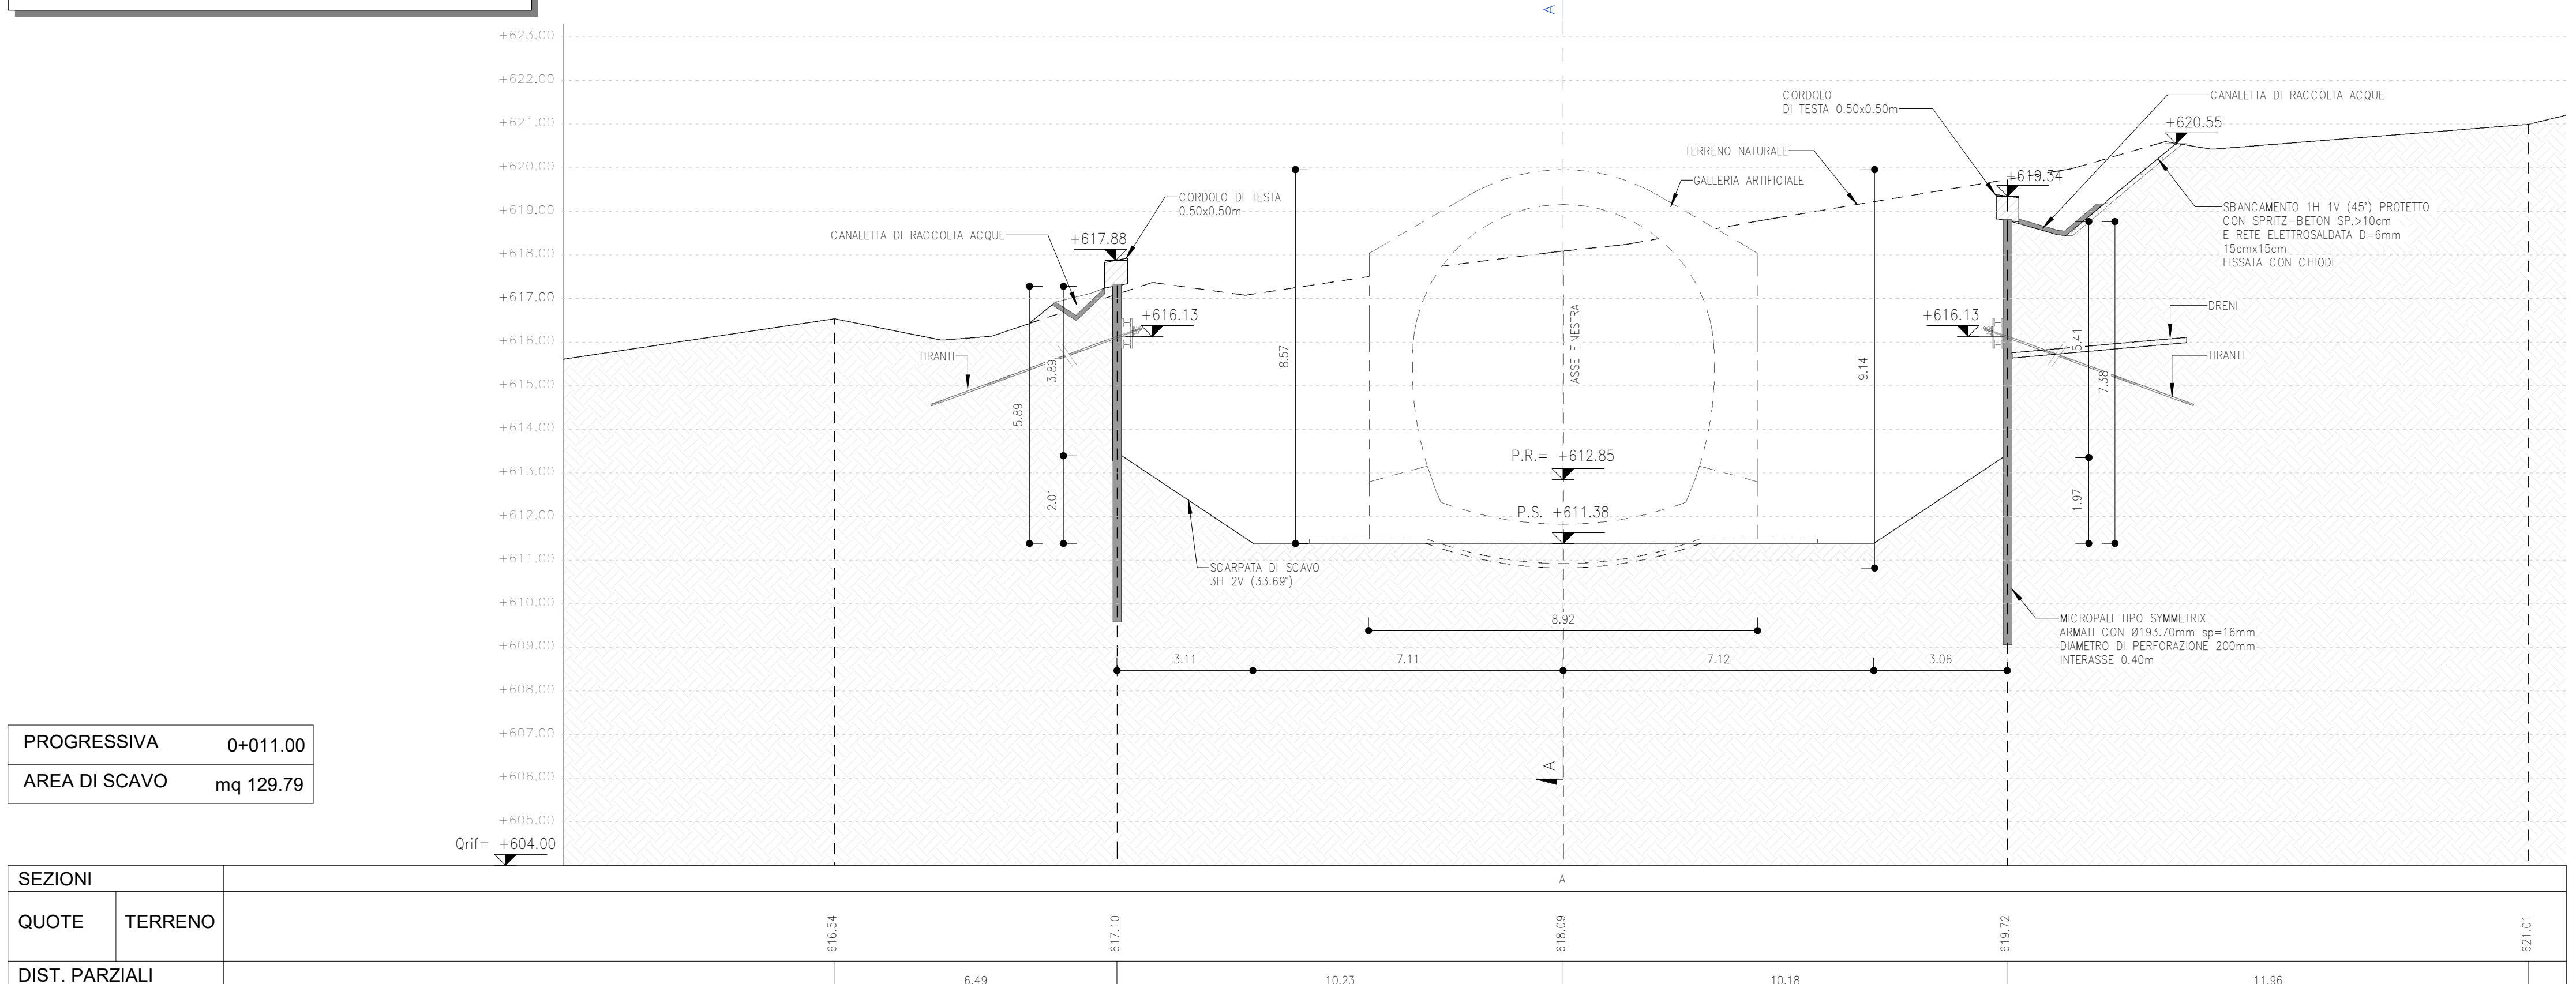 A
+623.00
+622.00
+621.00
+620.00
+619.00
+618.00
+617.00
+616.00
+615.00
+614.00
+613.00
+612.00
+611.00
+610.00
+609.00
+608.00
+607.00
+606.00
+605.00
Qrif= +604.00
CORDOLO
DI TESTA 0.50x0.50m
CANALETTA DI RACCOLTA ACQUE
+620.55
TERRENO NATURALE
GALLERIA ARTIFICIALE
+619.34
CORDOLO DI TESTA
0.50x0.50m
CANALETTA DI RACCOLTA ACQUE
+617.88
SBANCAMENTO 1H 1V (45°) PROTETTO
CON SPRITZ-BETON SP.>10cm
E RETE ELETTROSALDATA D=6mm
15cmx15cm
FISSATA CON CHIODI
+616.13
+616.13
DRENI
TIRANTI
TIRANTI
5.89
3.89
2.01
8.57
ASSE FINESTRA
9.14
5.41
7.38
1.97
P.R.= +612.85
P.S. +611.38
SCARPATA DI SCAVO
3H 2V (33.69°)
8.92
MICROPALI TIPO SYMMETRIX
ARMATI CON Ø193.70mm sp=16mm
DIAMETRO DI PERFORAZIONE 200mm
INTERASSE 0.40m
3.11
7.11
7.12
3.06
A
PROGRESSIVA 0+011.00
AREA DI SCAVO mq 129.79
SEZIONI
A
QUOTE TERRENO
616.54
617.10
618.09
619.72
621.01
DIST. PARZIALI
6.49
10.23
10.18
11.96